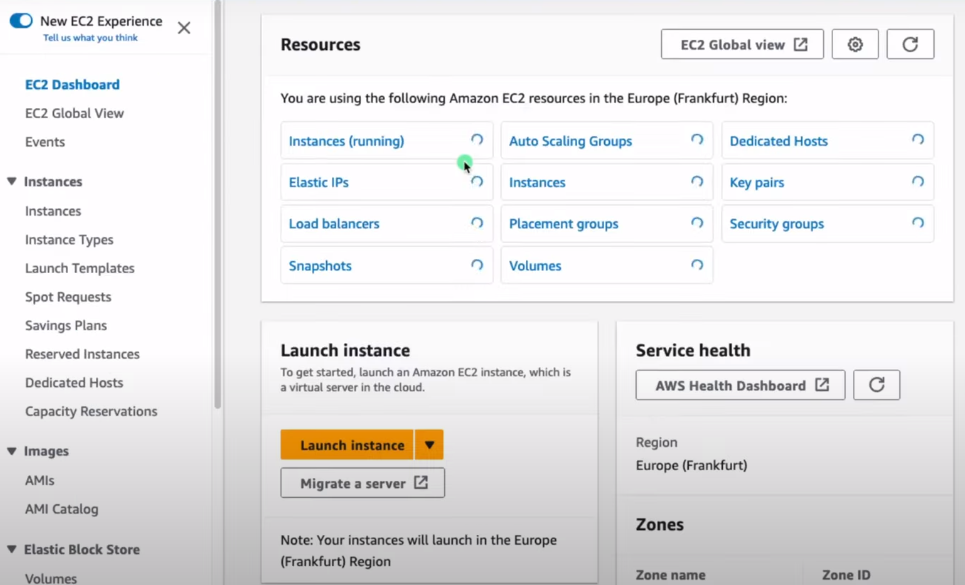 New EC2 Experience
Tell us what you think
EC2 Dashboard
EC2 Global View
Events
Instances
Instances
Instance Types
Launch Templates
Spot Requests
Savings Plans
Reserved Instances
Dedicated Hosts
Capacity Reservations
Images
AMIs
AMI Catalog
Elastic Block Store
Volumes
Resources
EC2 Global view
You are using the following Amazon EC2 resources in the Europe (Frankfurt) Region:
Instances (running)
Auto Scaling Groups
Dedicated Hosts
Elastic IPs
Instances
Key pairs
Load balancers
Placement groups
Security groups
Snapshots
Volumes
Launch instance
To get started, launch an Amazon EC2 instance, which is
a virtual server in the cloud.
Launch instance
Migrate a server
Note: Your instances will launch in the Europe
(Frankfurt) Region
Service health
AWS Health Dashboard
Region
Europe (Frankfurt)
Zones
Zone name
Zone ID